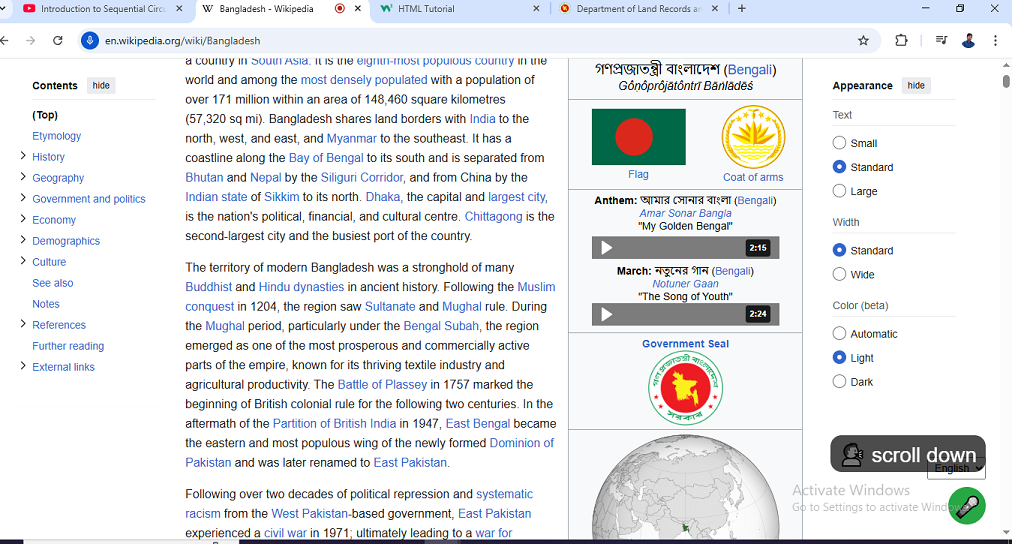 Introduction to Sequential Circu
Bangladesh - Wikipedia
HTML Tutorial
Department of Land Records an
en.wikipedia.org/wiki/Bangladesh
Contents hide
(Top)
Etymology
History
Geography
Government and politics
Economy
Demographics
Culture
See also
Notes
References
Further reading
External links
a country in South Asia. It is the eighth-most populous country in the
world and among the most densely populated with a population of
over 171 million within an area of 148,460 square kilometres
(57,320 sq mi). Bangladesh shares land borders with India to the
north, west, and east, and Myanmar to the southeast. It has a
coastline along the Bay of Bengal to its south and is separated from
Bhutan and Nepal by the Siliguri Corridor, and from China by the
Indian state of Sikkim to its north. Dhaka, the capital and largest city,
is the nation's political, financial, and cultural centre. Chittagong is the
second-largest city and the busiest port of the country.
The territory of modern Bangladesh was a stronghold of many
Buddhist and Hindu dynasties in ancient history. Following the Muslim
conquest in 1204, the region saw Sultanate and Mughal rule. During
the Mughal period, particularly under the Bengal Subah, the region
emerged as one of the most prosperous and commercially active
parts of the empire, known for its thriving textile industry and
agricultural productivity. The Battle of Plassey in 1757 marked the
beginning of British colonial rule for the following two centuries. In the
aftermath of the Partition of British India in 1947, East Bengal became
the eastern and most populous wing of the newly formed Dominion of
Pakistan and was later renamed to East Pakistan.
Following over two decades of political repression and systematic
racism from the West Pakistan-based government, East Pakistan
experienced a civil war in 1971; ultimately leading to a war for
গণপ্রজাতন্ত্রী বাংলাদেশ (Bengali)
Gôṇôprôjātôntrī Bānlādēś
Flag
Coat of arms
Anthem: আমার সোনার বাংলা (Bengali)
Amar Sonar Bangla
"My Golden Bengal"
2:15
March: নতুনের গান (Bengali)
Notuner Gaan
"The Song of Youth"
2:24
Government Seal
গণপ্রজাতন্ত্রী বাংলাদেশ
সরকার
Appearance hide
Text
Small
Standard
Large
Width
Standard
Wide
Color (beta)
Automatic
Light
Dark
scroll down
English
Activate Windows
Go to Settings to activate Windows